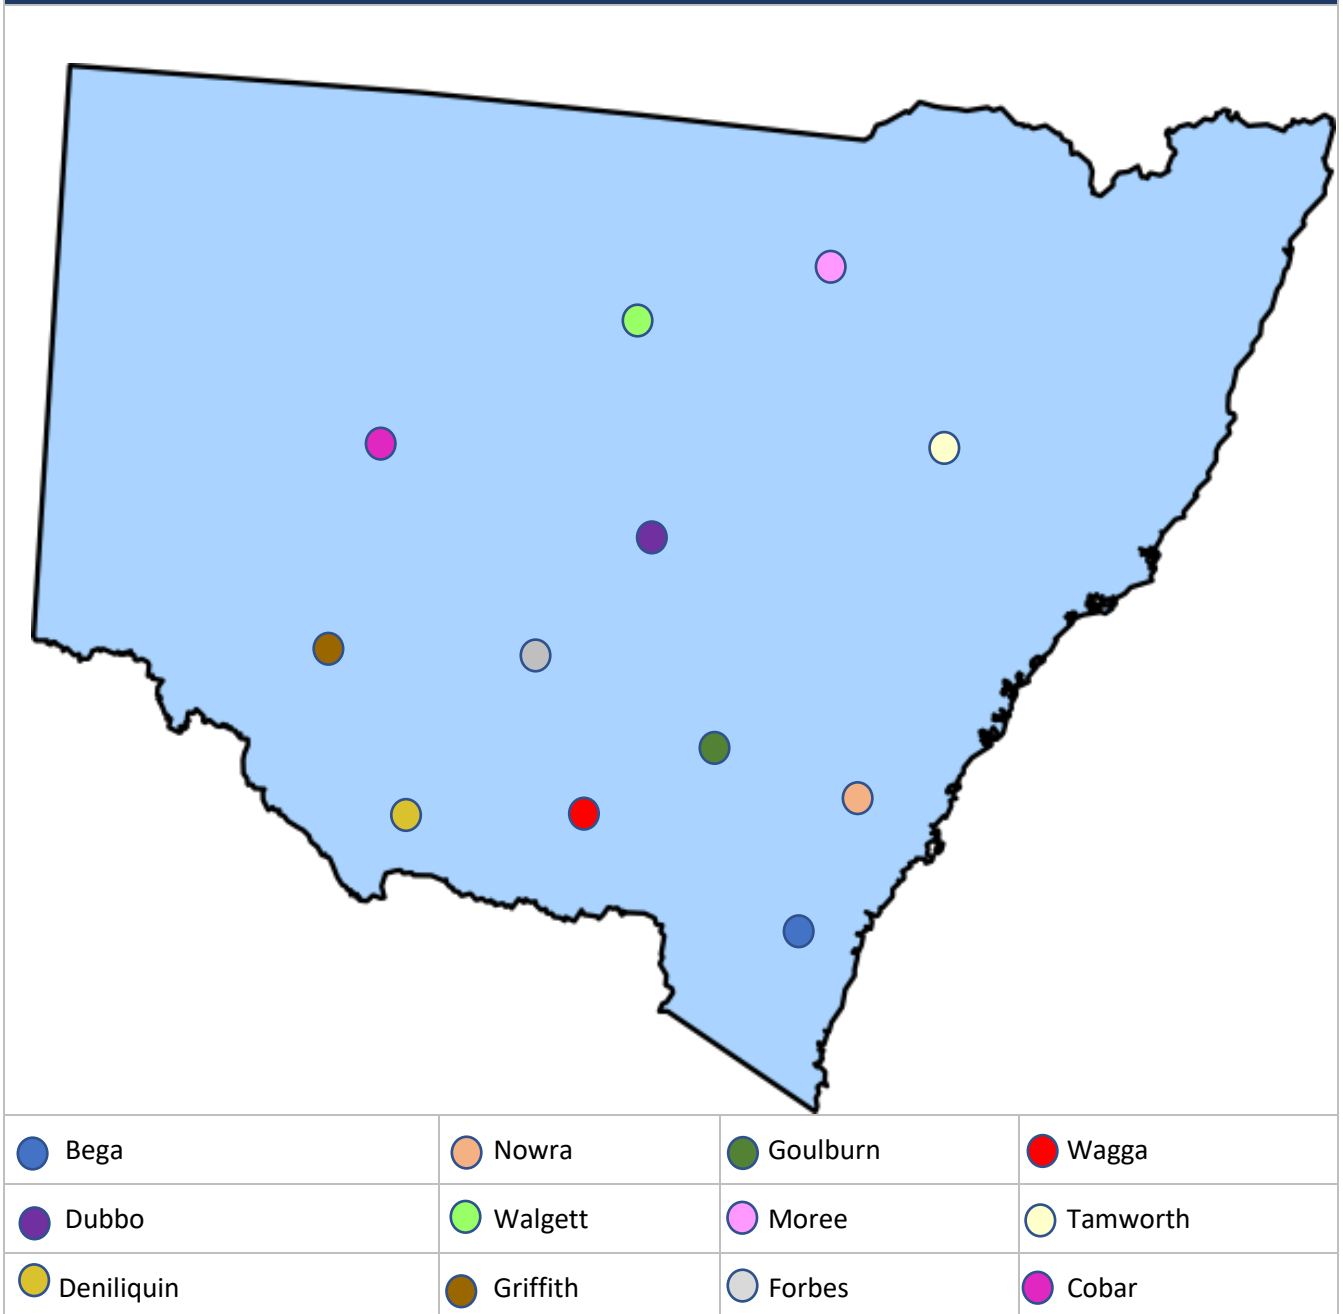 Bega
Nowra
Goulburn
Wagga
Dubbo
Walgett
Moree
Tamworth
Deniliquin
Griffith
Forbes
Cobar